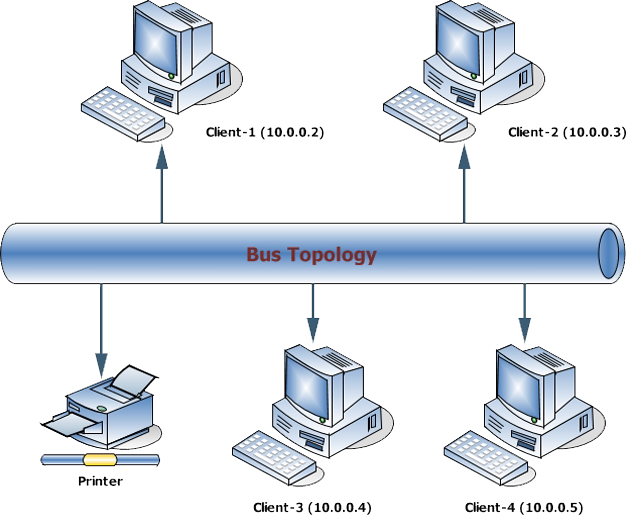 Client-1 (10.0.0.2)
Client-2 (10.0.0.3)
Bus Topology
Printer
Client-3 (10.0.0.4)
Client-4 (10.0.0.5)